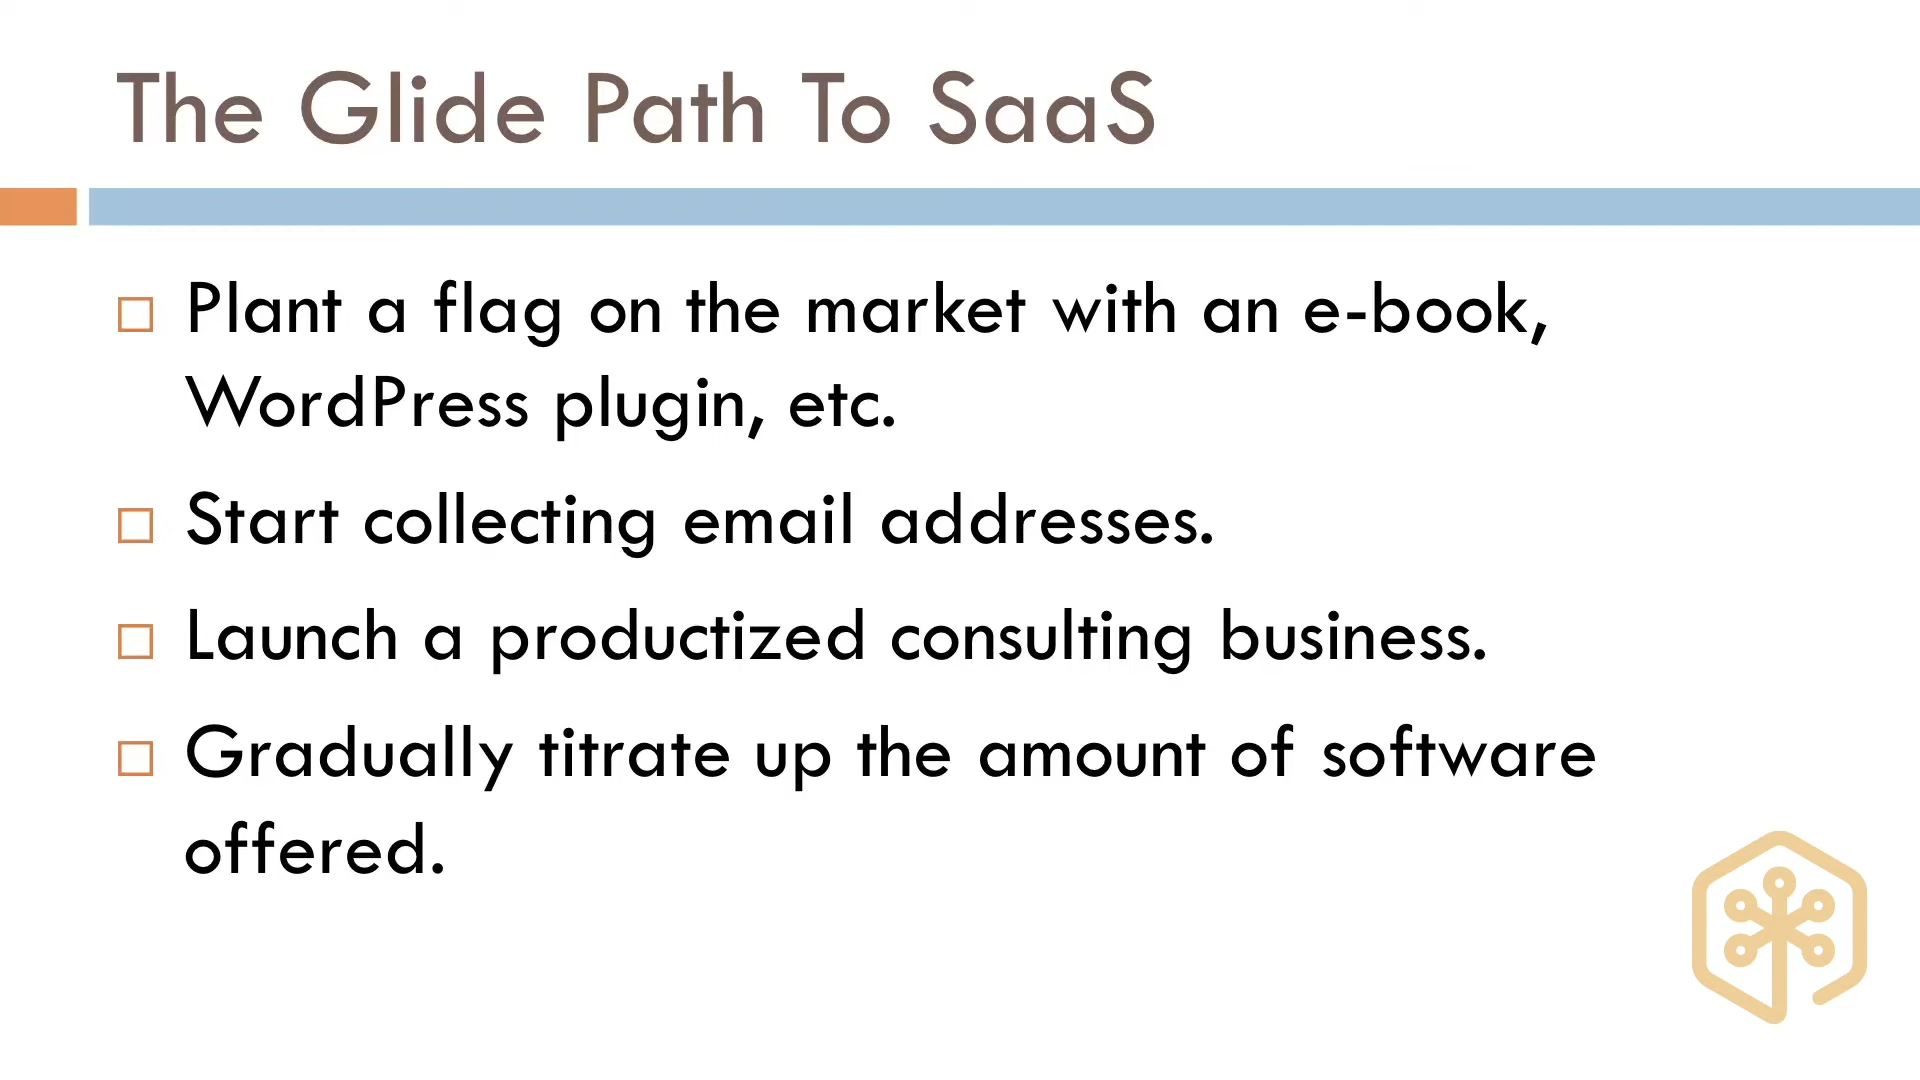 The Glide Path To SaaS
Plant a flag on the market with an e-book,
WordPress plugin, etc.
Start collecting email addresses.
Launch a productized consulting business.
Gradually titrate up the amount of software
offered.